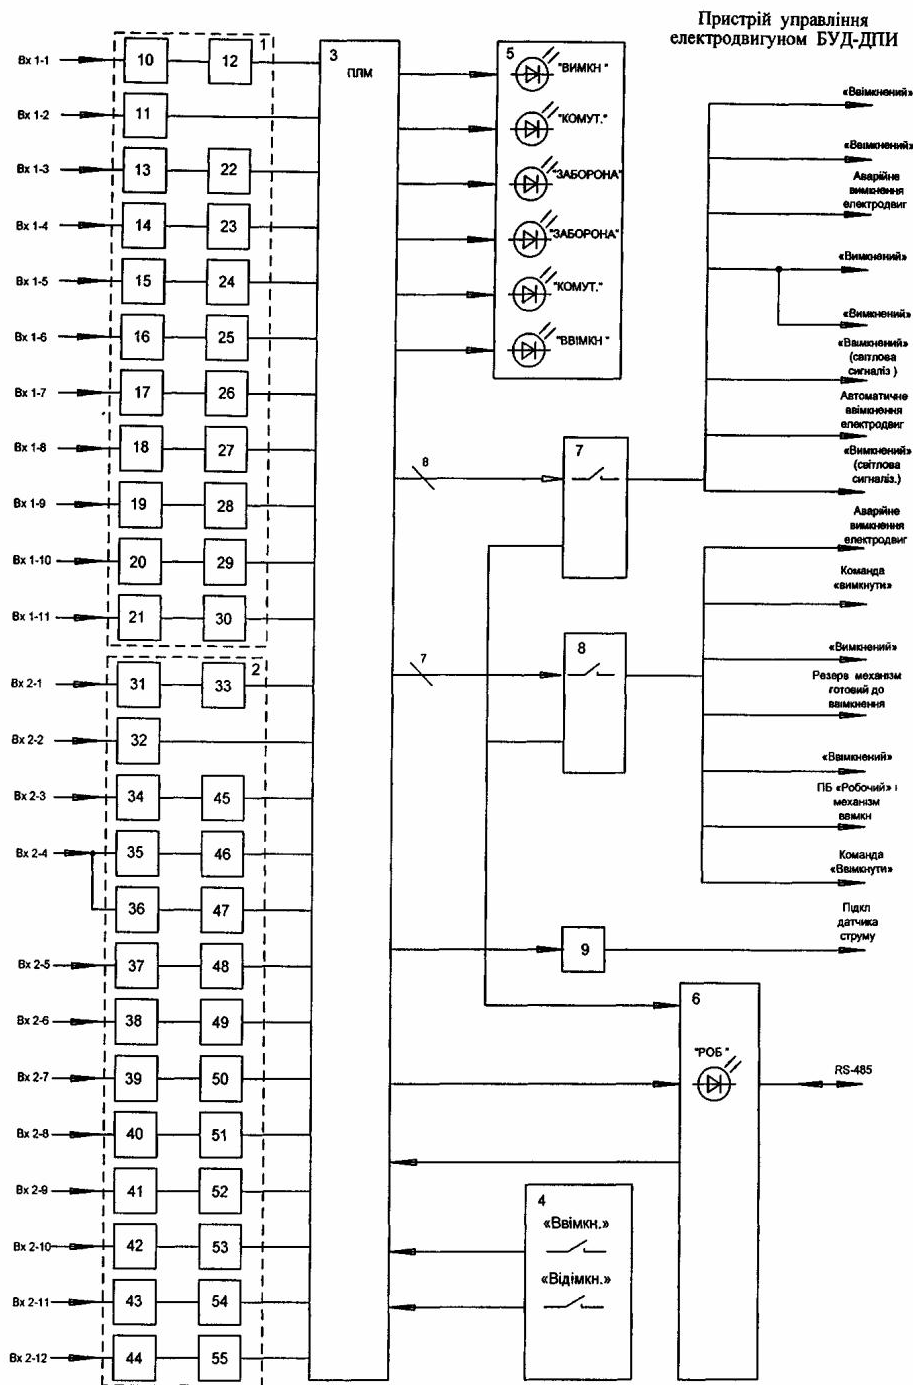 Пристрій управління
електродвигуном БУД-ДПИ
1
Вх 1-1
10
12
Вх 1-2
11
Вх 1-3
13
22
Вх 1-4
14
23
Вх 1-5
15
24
Вх 1-6
16
25
Вх 1-7
17
26
Вх 1-8
18
27
Вх 1-9
19
28
Вх 1-10
20
29
Вх 1-11
21
30
2
Вх 2-1
31
33
Вх 2-2
32
Вх 2-3
34
45
Вх 2-4
35
46
36
47
Вх 2-5
37
48
Вх 2-6
38
49
Вх 2-7
39
50
Вх 2-8
40
51
Вх 2-9
41
52
Вх 2-10
42
53
Вх 2-11
43
54
Вх 2-12
44
55
3
ПЛМ
5
"ВИМКН "
"КОМУТ."
"ЗАБОРОНА"
"ЗАБОРОНА"
"КОМУТ."
"ВВІМКН "
8
7
7
8
9
6
"РОБ "
RS-485
4
«Ввімкн.»
«Відімкн.»
«Ввімкнений»
«Ввімкнений»
Аварійне
вимкнення
електродвиг
«Вимкнений»
«Вимкнений»
«Ввімкнений»
(світлова
сигналіз )
Автоматичне
ввімкнення
електродвиг
«Вимкнений»
(світлова
сигналіз.)
Аварійне
вимкнення
електродвиг
Команда
«вимкнути»
«Вимкнений»
Резерв механізм
готовий до
ввімкнення
«Ввімкнений»
ПБ «Робочий» і
механізм
ввімкн
Команда
«Ввімкнути»
Підкл
датчика
струму